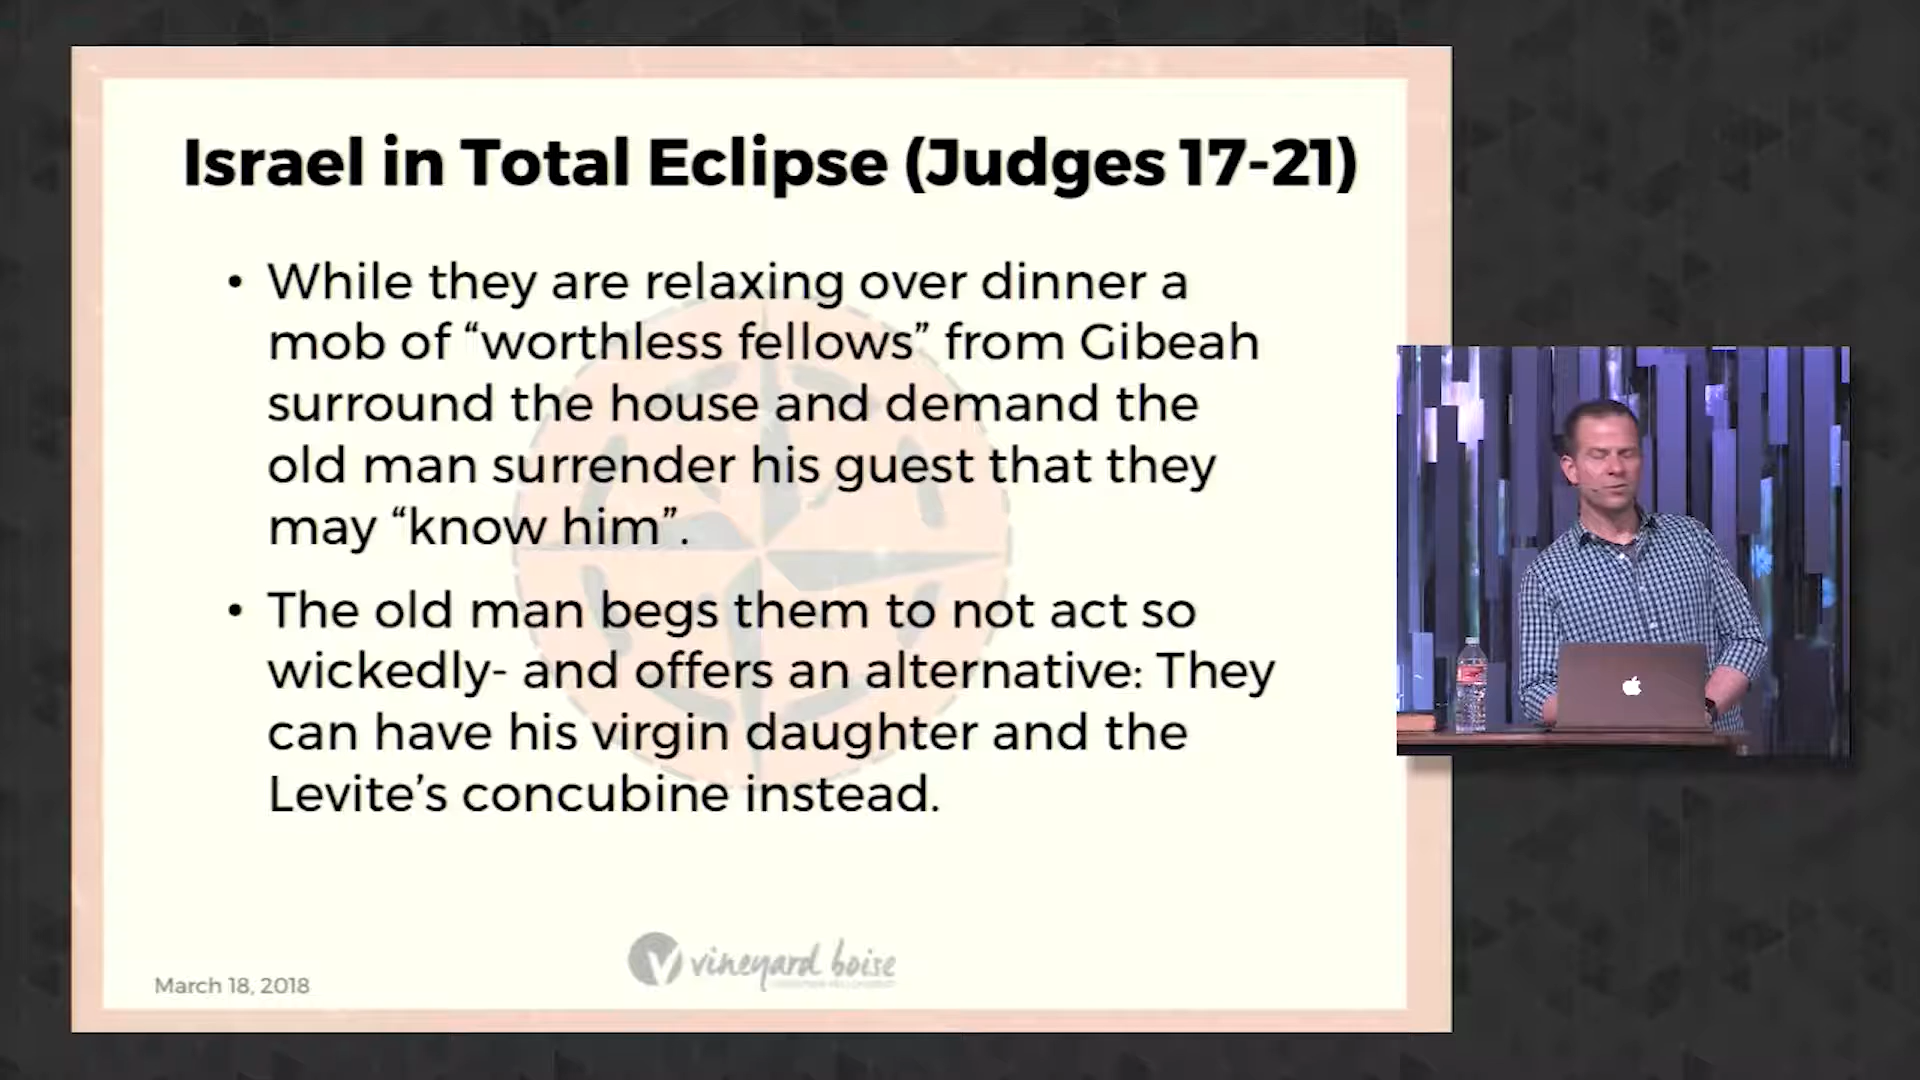 Israel in Total Eclipse (Judges 17-21)
• While they are relaxing over dinner a
mob of “worthless fellows” from Gibeah
surround the house and demand the
old man surrender his guest that they
may “know him”.
• The old man begs them to not act so
wickedly- and offers an alternative: They
can have his virgin daughter and the
Levite’s concubine instead.
vineyard boise
March 18, 2018